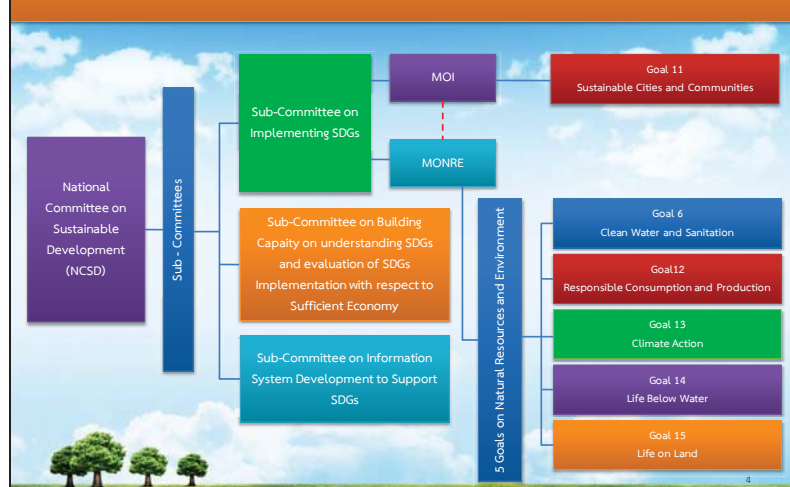 National
Committee on
Sustainable
Development
(NCSD)
Sub - Committees
Sub-Committee on
Implementing SDGs
Sub-Committee on Building
Capaity on understanding SDGs
and evaluation of SDGs
Implementation with respect to
Sufficient Economy
Sub-Committee on Information
System Development to Support
SDGs
MOI
MONRE
5 Goals on Natural Resources and Environment
Goal 11
Sustainable Cities and Communities
Goal 6
Clean Water and Sanitation
Goal12
Responsible Consumption and Production
Goal 13
Climate Action
Goal 14
Life Below Water
Goal 15
Life on Land
4